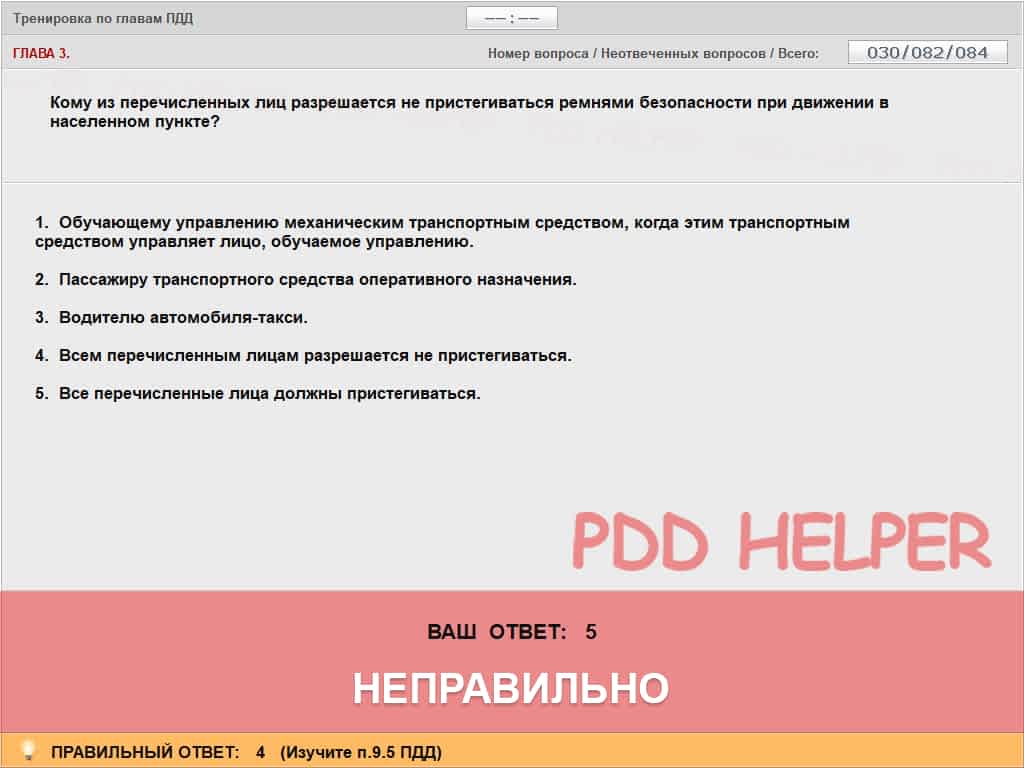 Тренировка по главам ПДД
–– : ––
ГЛАВА 3.
Номер вопроса / Неотвеченных вопросов / Всего:
030/082/084
Кому из перечисленных лиц разрешается не пристегиваться ремнями безопасности при движении в
населенном пункте?
1. Обучающему управлению механическим транспортным средством, когда этим транспортным
средством управляет лицо, обучаемое управлению.
2. Пассажиру транспортного средства оперативного назначения.
3. Водителю автомобиля-такси.
4. Всем перечисленным лицам разрешается не пристегиваться.
5. Все перечисленные лица должны пристегиваться.
PDD HELPER
ВАШ ОТВЕТ: 5
НЕПРАВИЛЬНО
ПРАВИЛЬНЫЙ ОТВЕТ: 4 (Изучите п.9.5 ПДД)